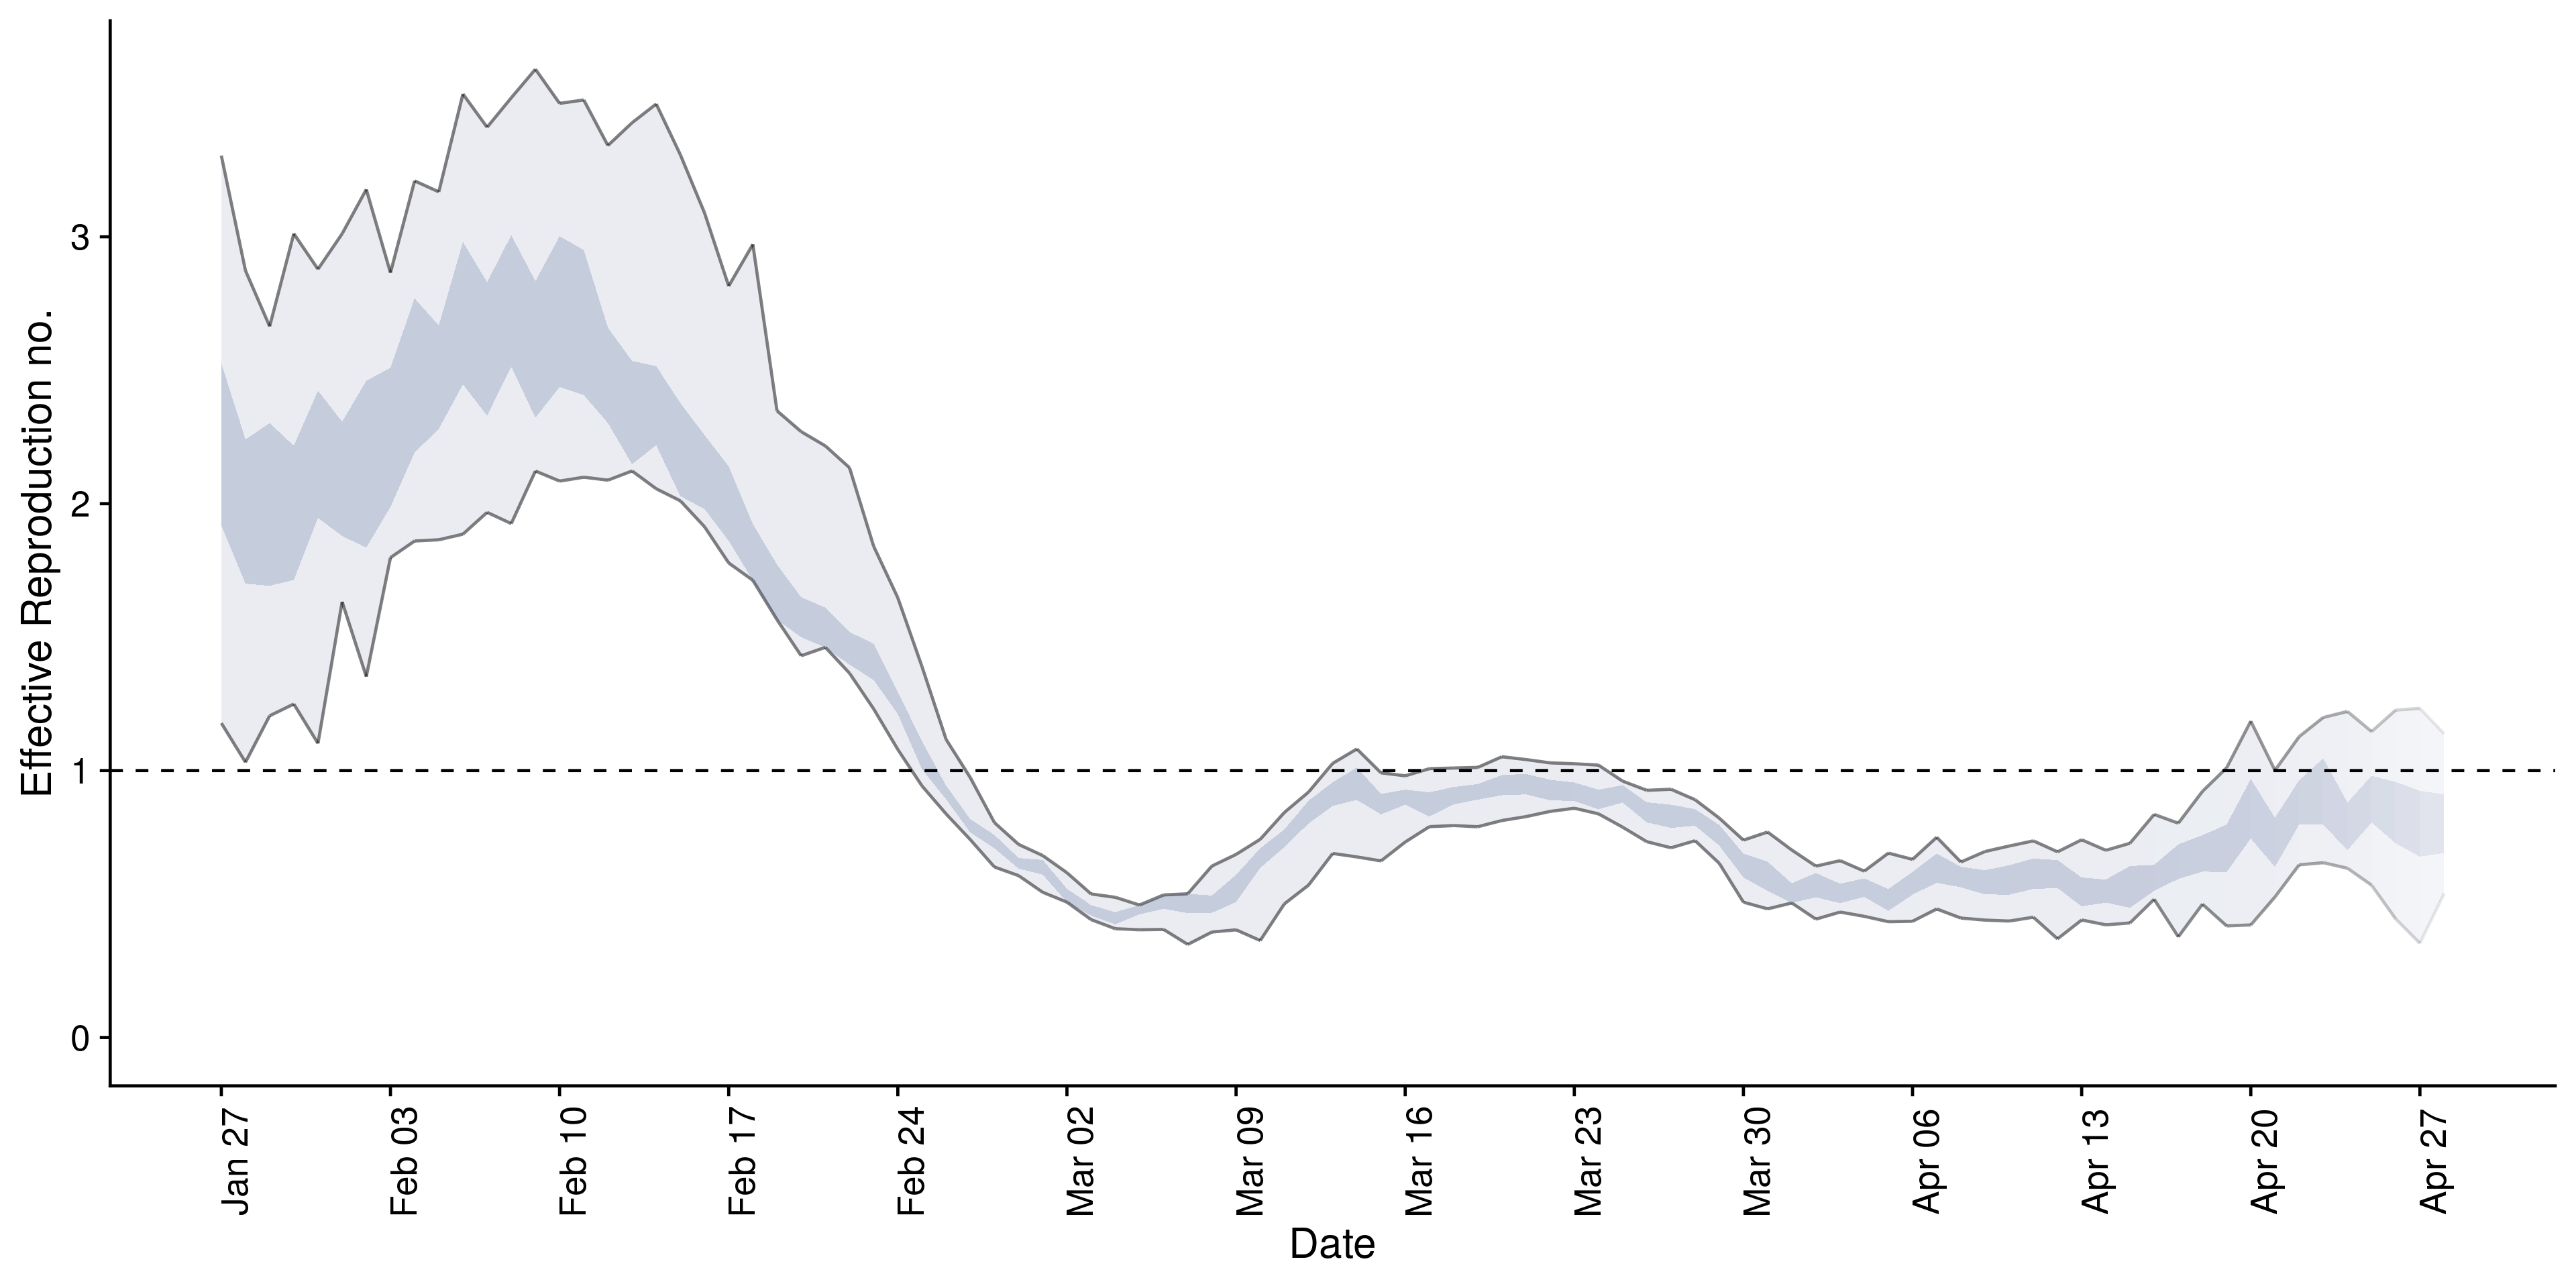 Effective Reproduction no.
3
2
1
0
Jan 27
Feb 03
Feb 10
Feb 17
Feb 24
Mar 02
Mar 09
Mar 16
Mar 23
Mar 30
Apr 06
Apr 13
Apr 20
Apr 27
Date